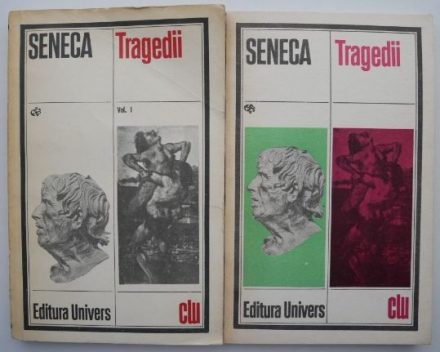 SENECA Tragedii
Vol. 1
Editura Univers clu
SENECA Tragedii
Editura Univers clu